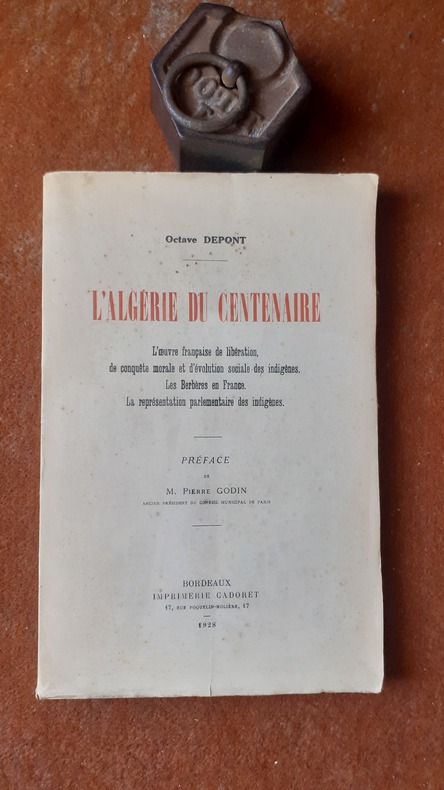 Octave DEPONT
L'ALGÉRIE DU CENTENAIRE
L'œuvre française de libération,
de conquête morale et d'évolution sociale des indigènes.
Les Berbères en France.
La représentation parlementaire des indigènes.
PRÉFACE
DE
M. PIERRE GODIN
ANCIEN PRÉSIDENT DU CONSEIL MUNICIPAL DE PARIS
BORDEAUX
IMPRIMERIE CADORET
17, RUE POQUELIN-MOLIÈRE, 17
1928